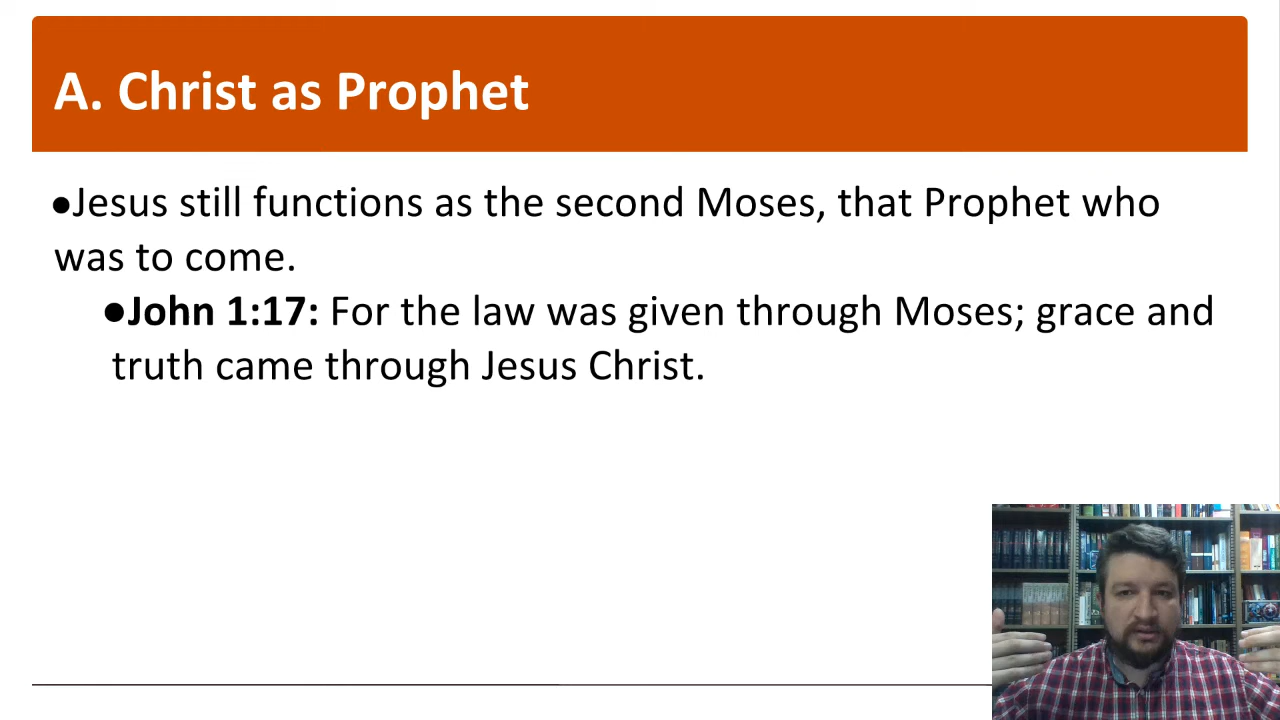 A. Christ as Prophet
●Jesus still functions as the second Moses, that Prophet who
was to come.
●John 1:17: For the law was given through Moses; grace and
truth came through Jesus Christ.